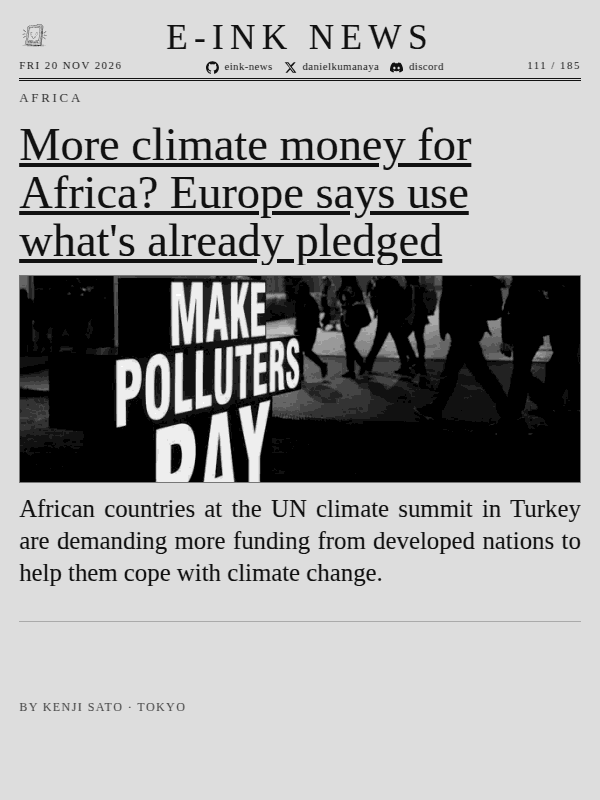 E-INK NEWS
FRI 20 NOV 2026
eink-news
danielkumanaya
discord
111 / 185
AFRICA
More climate money for
Africa? Europe says use
what's already pledged
MAKE
POLLUTERS
PAY
African countries at the UN climate summit in Turkey
are demanding more funding from developed nations to
help them cope with climate change.
BY KENJI SATO · TOKYO